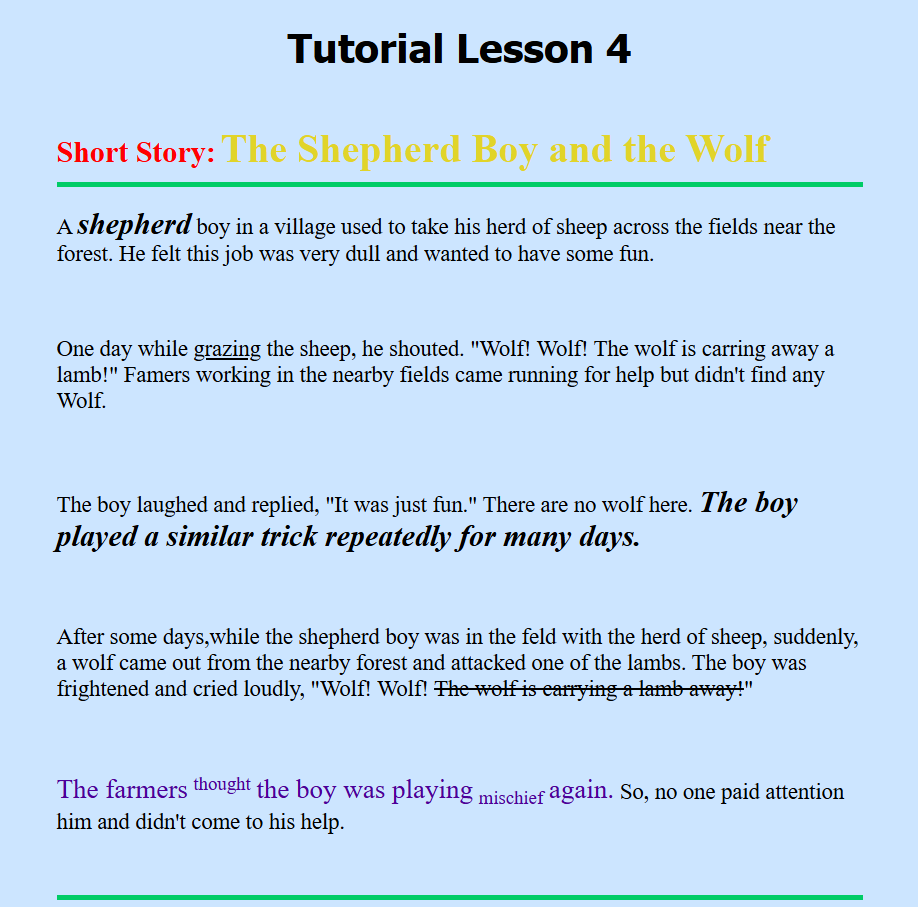 Tutorial Lesson 4
Short Story: The Shepherd Boy and the Wolf
A shepherd boy in a village used to take his herd of sheep across the fields near the
forest. He felt this job was very dull and wanted to have some fun.
One day while grazing the sheep, he shouted. "Wolf! Wolf! The wolf is carring away a
lamb!" Famers working in the nearby fields came running for help but didn't find any
Wolf.
The boy laughed and replied, "It was just fun." There are no wolf here. The boy
played a similar trick repeatedly for many days.
After some days,while the shepherd boy was in the feld with the herd of sheep, suddenly,
a wolf came out from the nearby forest and attacked one of the lambs. The boy was
frightened and cried loudly, "Wolf! Wolf! The wolf is carrying a lamb away!"
The farmers thought the boy was playing mischief again. So, no one paid attention
him and didn't come to his help.